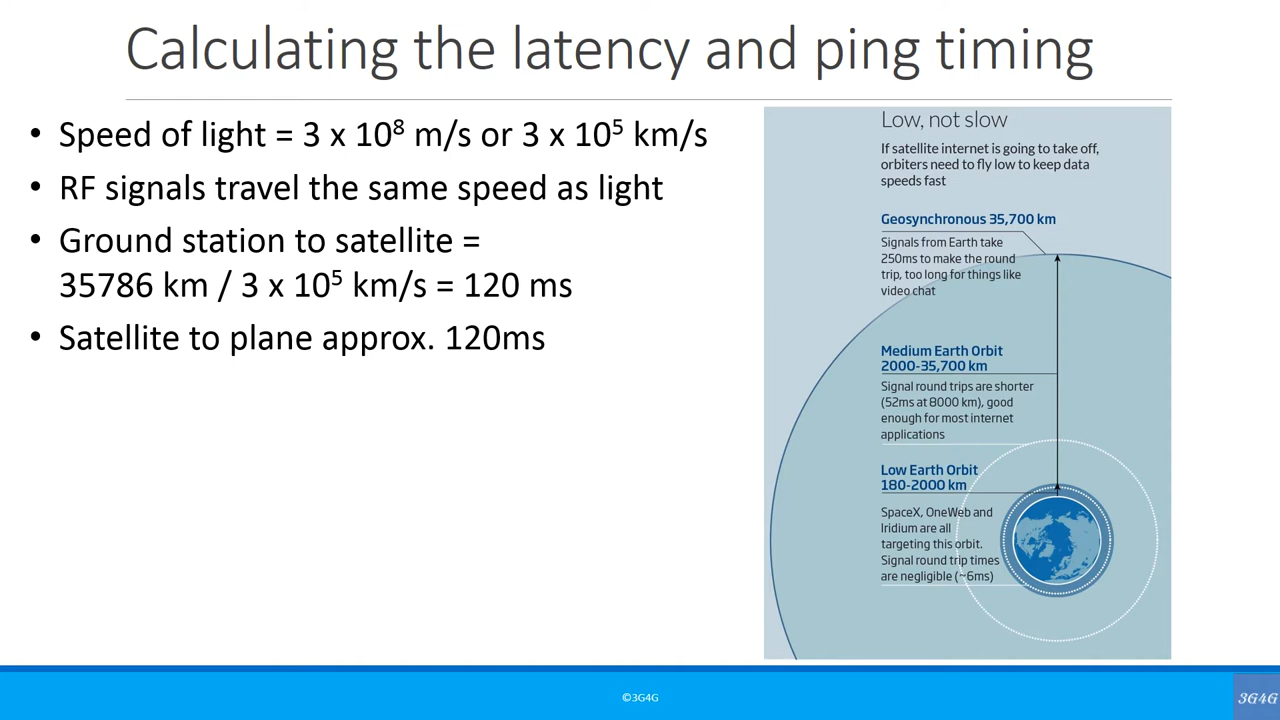 Calculating the latency and ping timing
• Speed of light = 3 x 10⁸ m/s or 3 x 10⁵ km/s
• RF signals travel the same speed as light
• Ground station to satellite =
35786 km / 3 x 10⁵ km/s = 120 ms
• Satellite to plane approx. 120ms
Low, not slow
If satellite internet is going to take off,
orbiters need to fly low to keep data
speeds fast
Geosynchronous 35,700 km
Signals from Earth take
250ms to make the round
trip, too long for things like
video chat
Medium Earth Orbit
2000-35,700 km
Signal round trips are shorter
(52ms at 8000 km), good
enough for most internet
applications
Low Earth Orbit
180-2000 km
SpaceX, OneWeb and
Iridium are all
targeting this orbit.
Signal round trip times
are negligible (~6ms)
©3G4G
3G4G